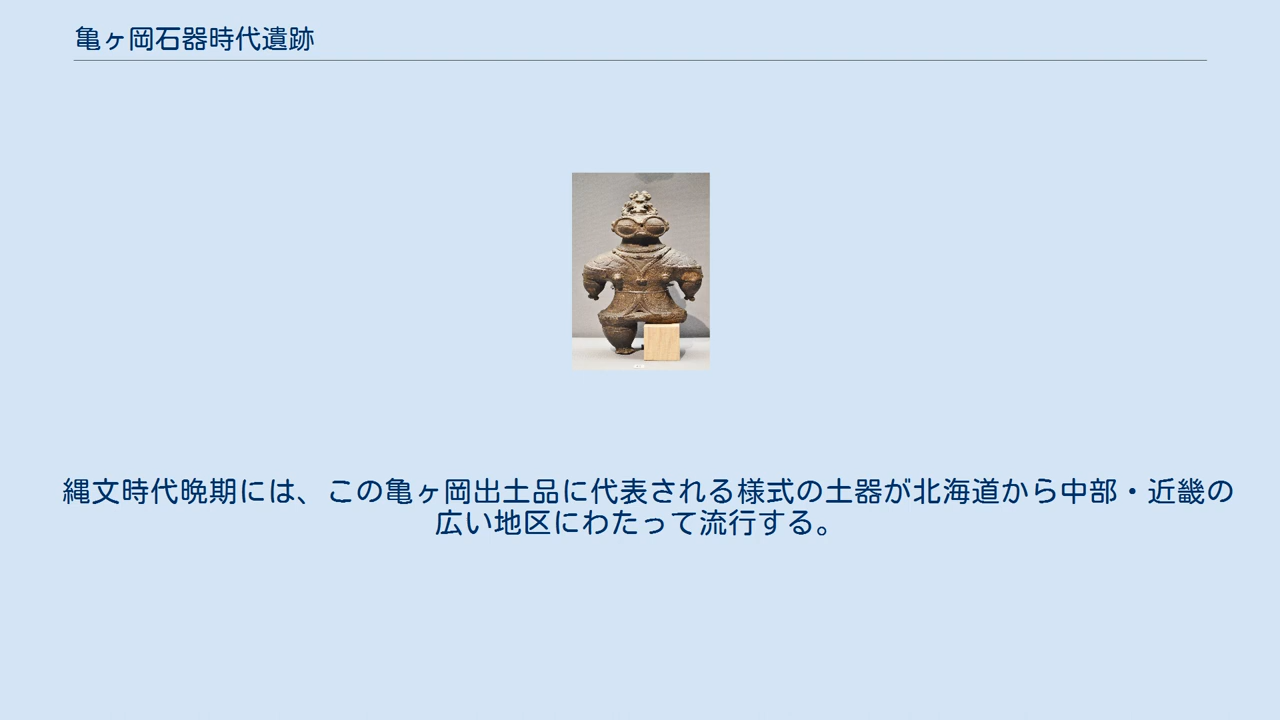 亀ヶ岡石器時代遺跡
縄文時代晩期には、この亀ヶ岡出土品に代表される様式の土器が北海道から中部・近畿の
広い地区にわたって流行する。